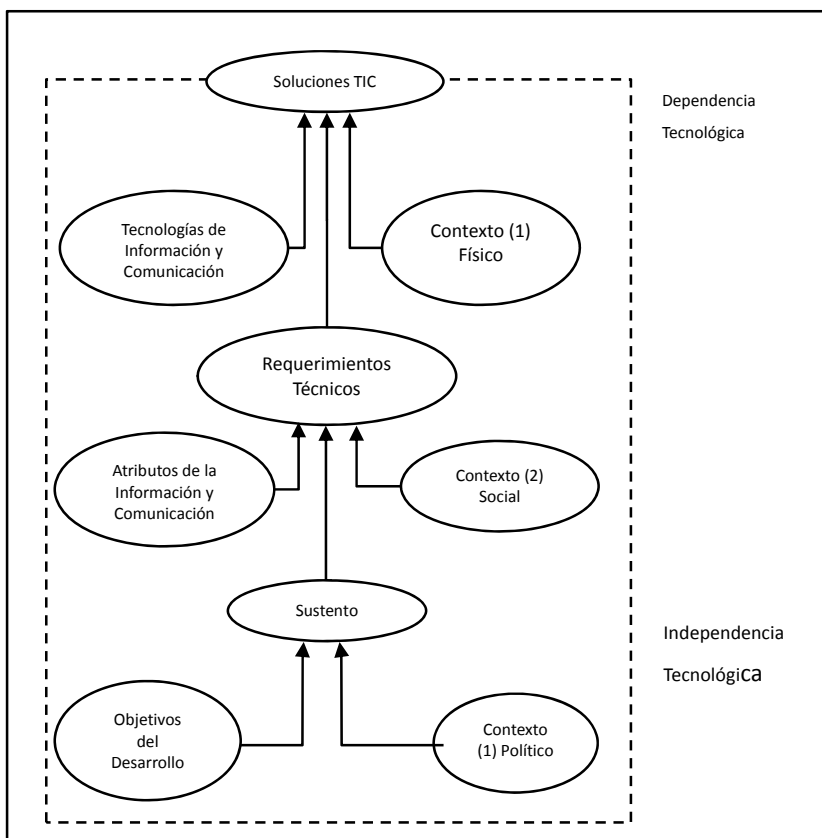 Soluciones TIC
Dependencia
Tecnológica
Tecnologías de
Información y
Comunicación
Contexto (1)
Físico
Requerimientos
Técnicos
Atributos de la
Información y
Comunicación
Contexto (2)
Social
Sustento
Independencia
Tecnológica
Objetivos
del
Desarrollo
Contexto
(1) Político